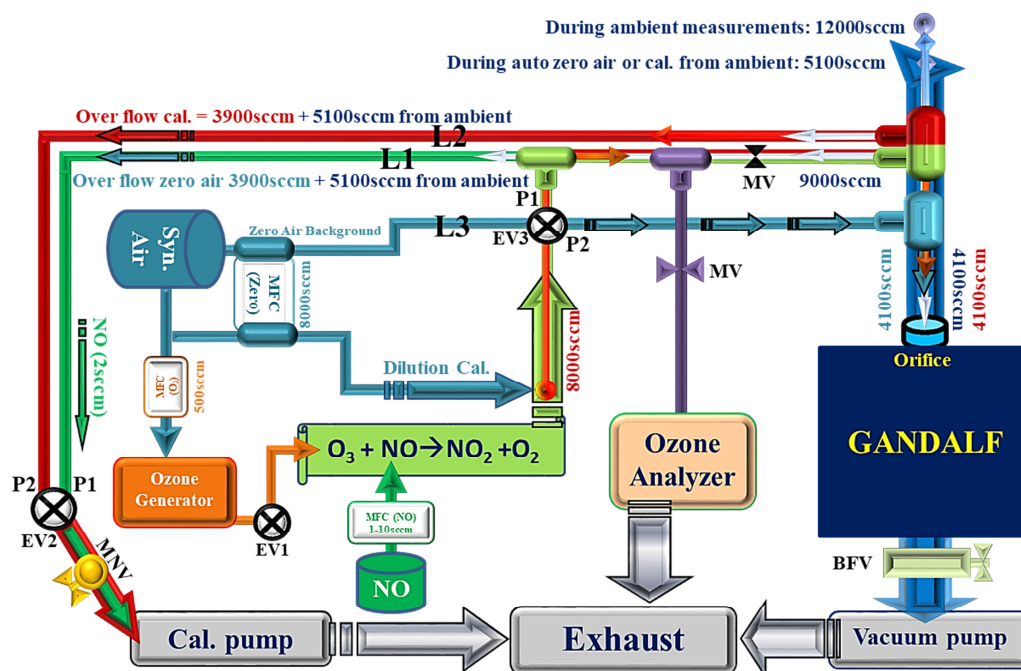 During ambient measurements: 12000sccm
During auto zero air or cal. from ambient: 5100sccm
Over flow cal. = 3900sccm + 5100sccm from ambient
L2
L1
Over flow zero air 3900sccm + 5100sccm from ambient
MV
9000sccm
P1
L3
EV3
P2
Zero Air Background
Syn.
Air
MFC
(Zero)
8000sccm
MV
4100sccm
4100sccm
4100sccm
Orifice
NO (2sccm)
MFC
(O₃)
500sccm
Dilution Cal.
8000sccm
GANDALF
O₃ + NO→NO₂ +O₂
Ozone
Analyzer
Ozone
Generator
P2
P1
EV2
EV1
MFC (NO)
1-10sccm
NO
MNV
BFV
Cal. pump
Exhaust
Vacuum pump